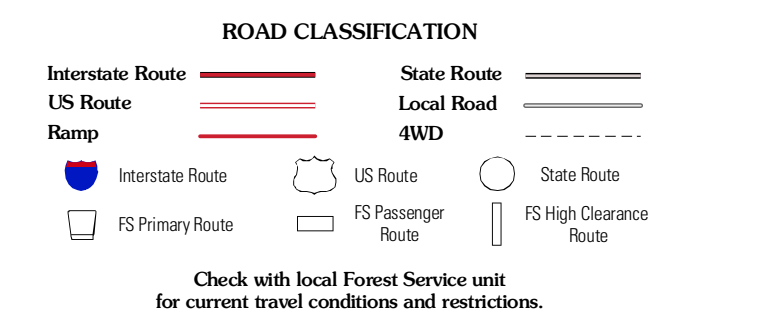 ROAD CLASSIFICATION
Interstate Route
State Route
US Route
Local Road
Ramp
4WD
Interstate Route
US Route
State Route
FS Primary Route
FS Passenger
Route
FS High Clearance
Route
Check with local Forest Service unit
for current travel conditions and restrictions.